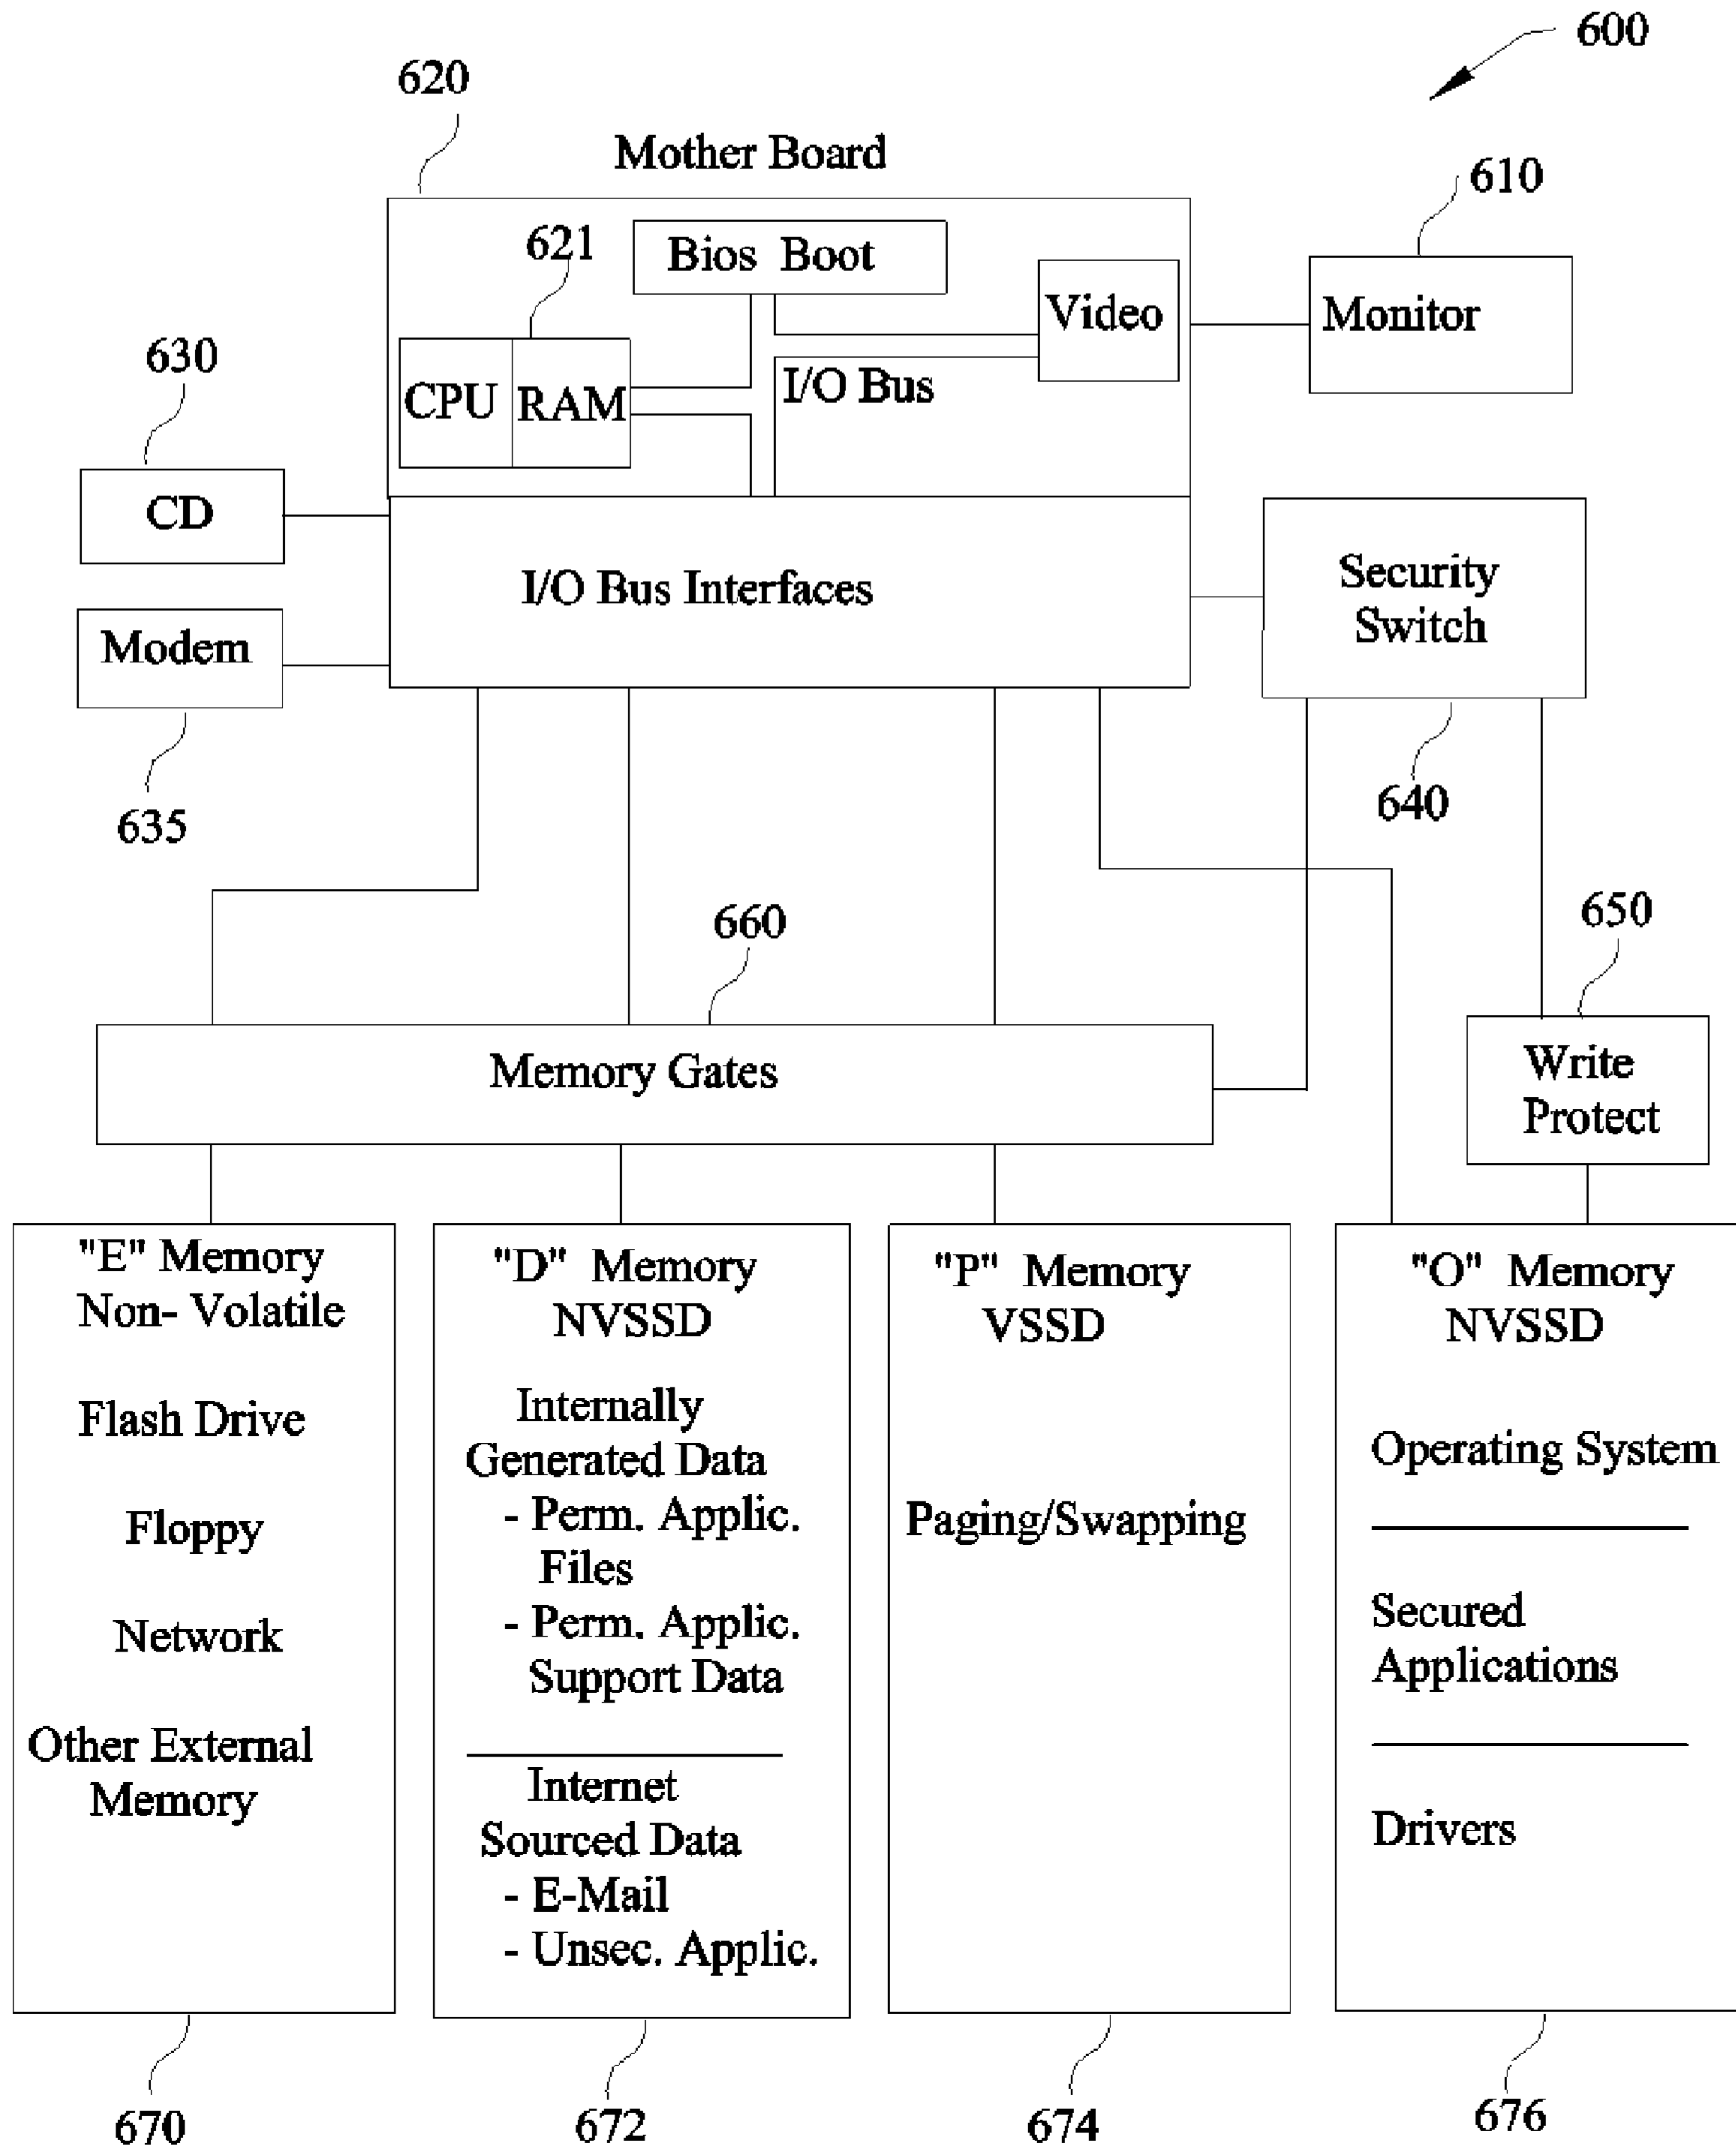 600
620
Mother Board
610
621
Bios Boot
Video
Monitor
630
CPU
RAM
I/O Bus
CD
I/O Bus Interfaces
Security
Switch
Modem
635
640
660
650
Memory Gates
Write
Protect
"E" Memory
Non- Volatile
Flash Drive
Floppy
Network
Other External
Memory
"D" Memory
NVSSD
Internally
Generated Data
- Perm. Applic.
Files
- Perm. Applic.
Support Data
Internet
Sourced Data
- E-Mail
- Unsec. Applic.
"P" Memory
VSSD
Paging/Swapping
"O" Memory
NVSSD
Operating System
Secured
Applications
Drivers
670
672
674
676